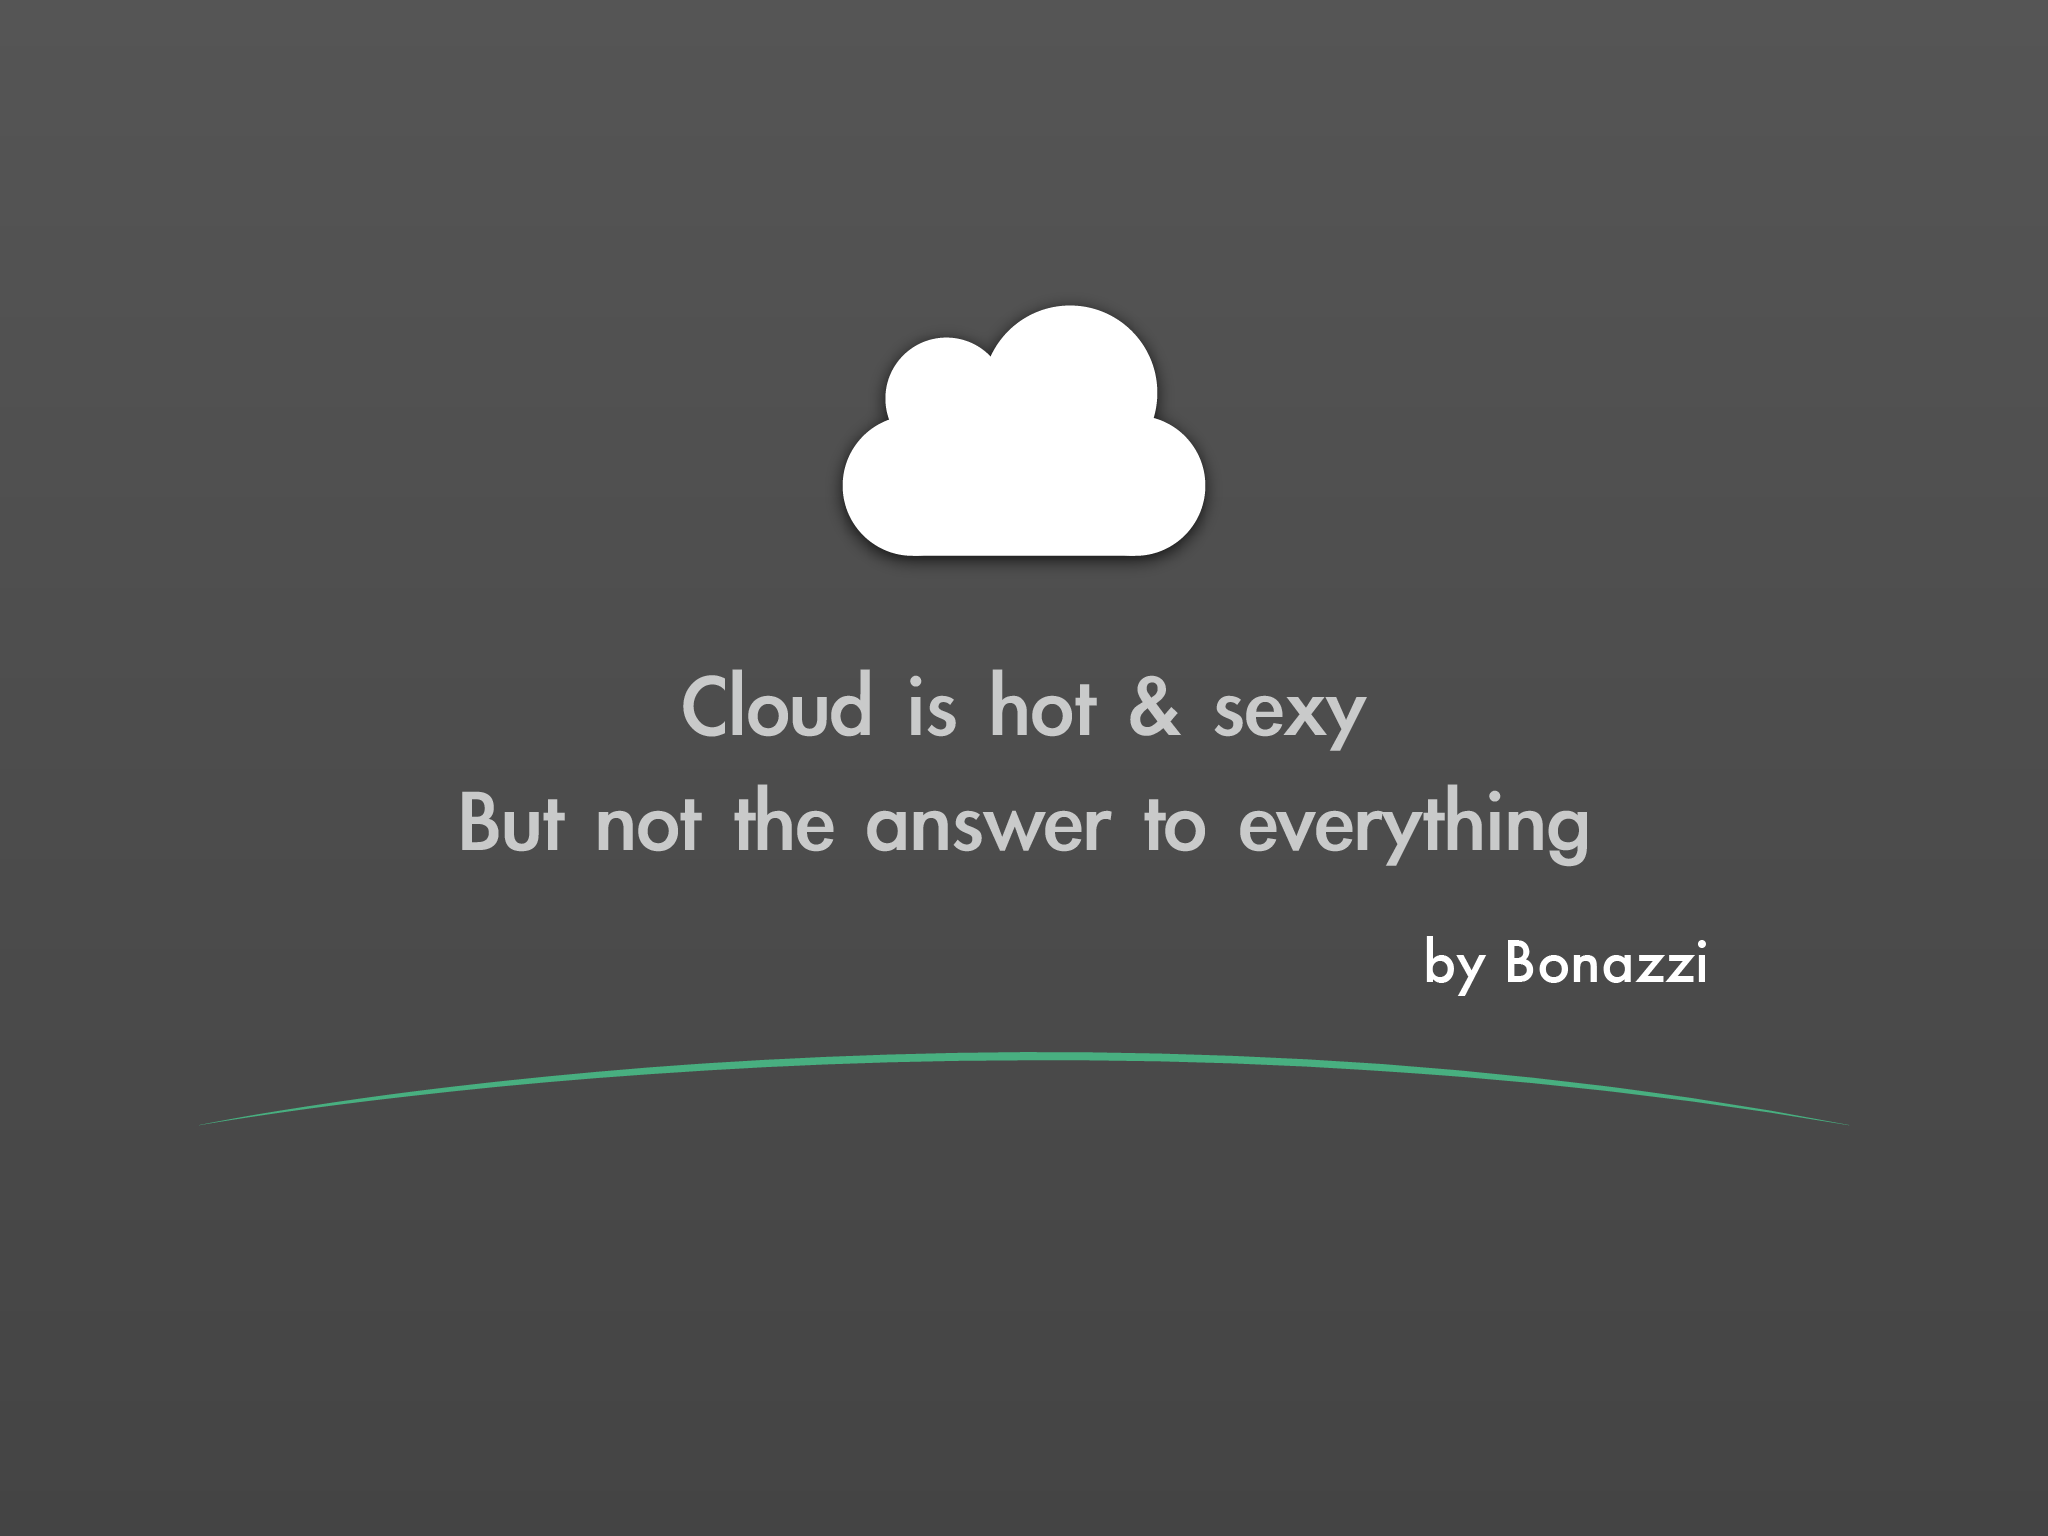 Cloud is hot & sexy
But not the answer to everything
by Bonazzi